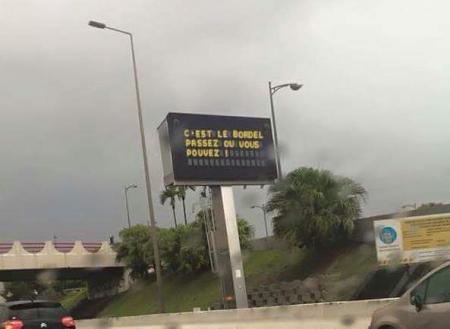 C'EST LE BORDEL
PASSEZ OU VOUS
POUVEZ !